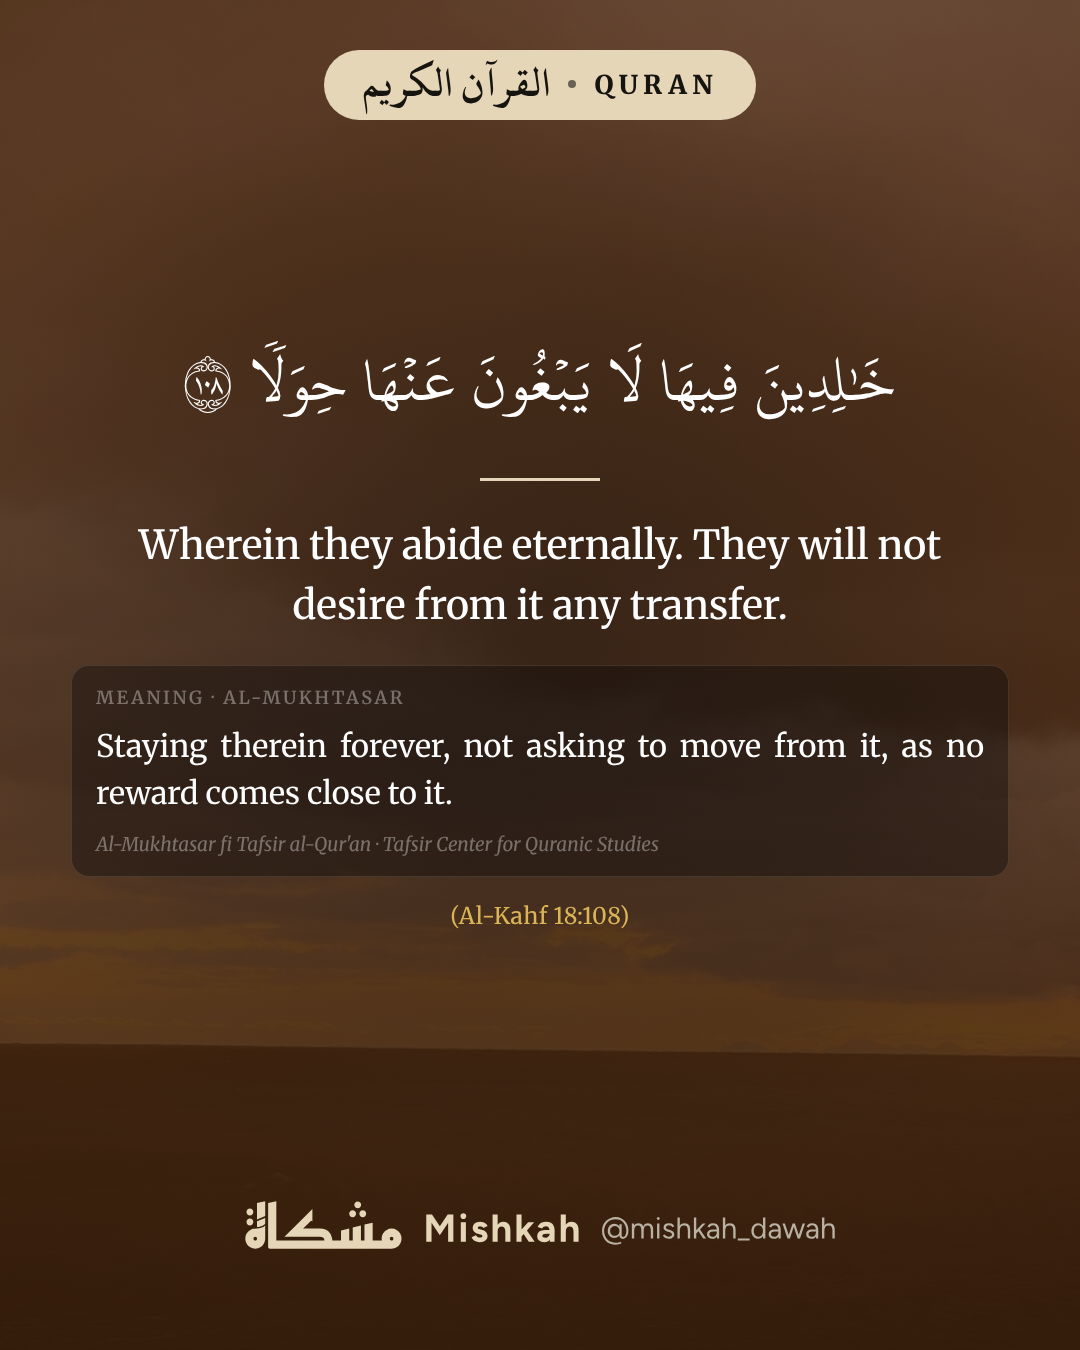 القرآن الكريم • QURAN
خَـٰلِدِينَ فِيهَا لَا يَبۡغُونَ عَنۡهَا حِوَلًۭا ١٠٨
Wherein they abide eternally. They will not
desire from it any transfer.
MEANING · AL-MUKHTASAR
Staying therein forever, not asking to move from it, as no
reward comes close to it.
Al-Mukhtasar fi Tafsir al-Qur'an · Tafsir Center for Quranic Studies
(Al-Kahf 18:108)
مشكاة Mishkah @mishkah_dawah